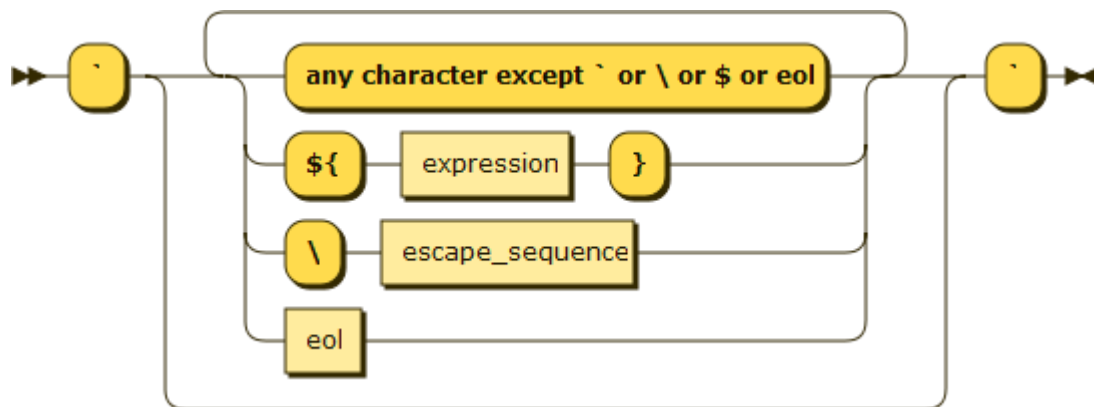 ` any character except ` or \ or $ or eol `
${ expression }
\ escape_sequence
eol